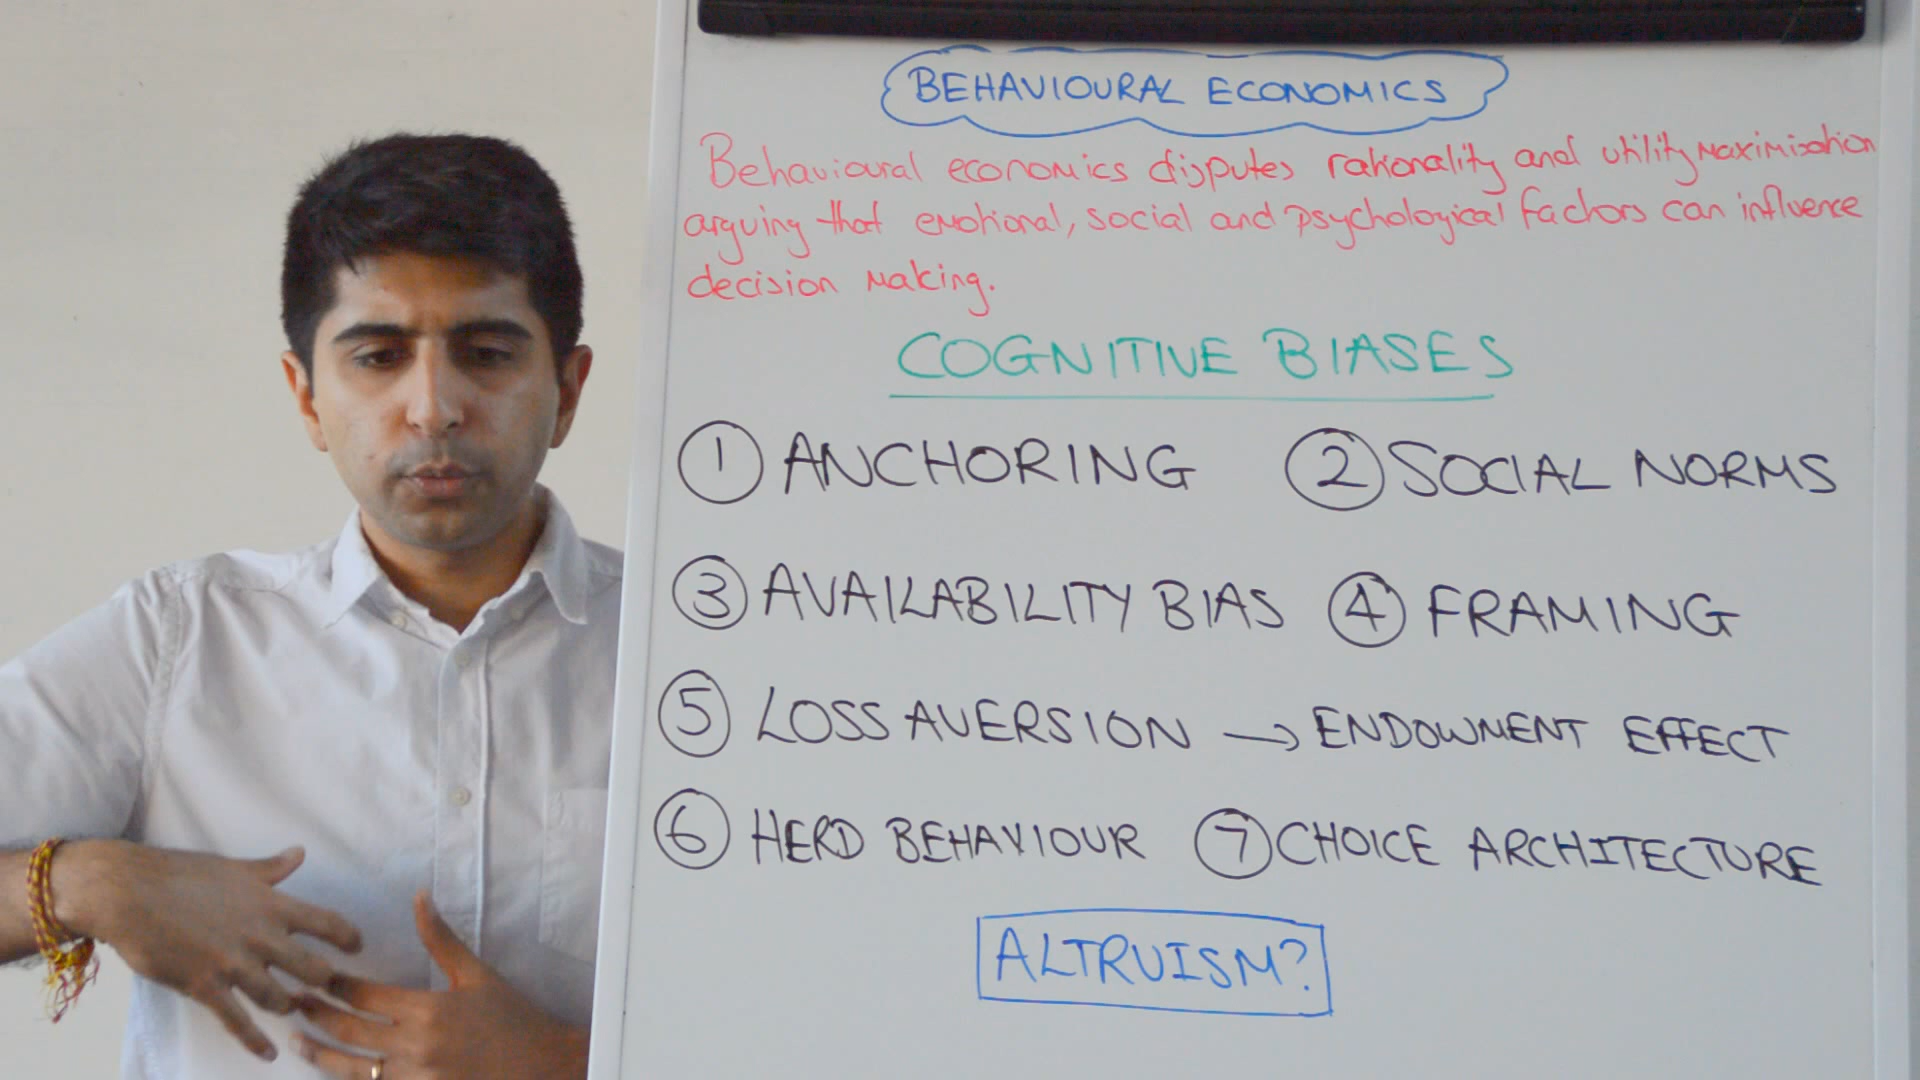 BEHAVIOURAL ECONOMICS
Behavioural economics disputes rationality and utility maximisation
arguing that emotional, social and psychological factors can influence
decision making.
COGNITIVE BIASES
1 ANCHORING 2 SOCIAL NORMS
3 AVAILABILITY BIAS 4 FRAMING
5 LOSS AVERSION → ENDOWMENT EFFECT
6 HERD BEHAVIOUR 7 CHOICE ARCHITECTURE
ALTRUISM?